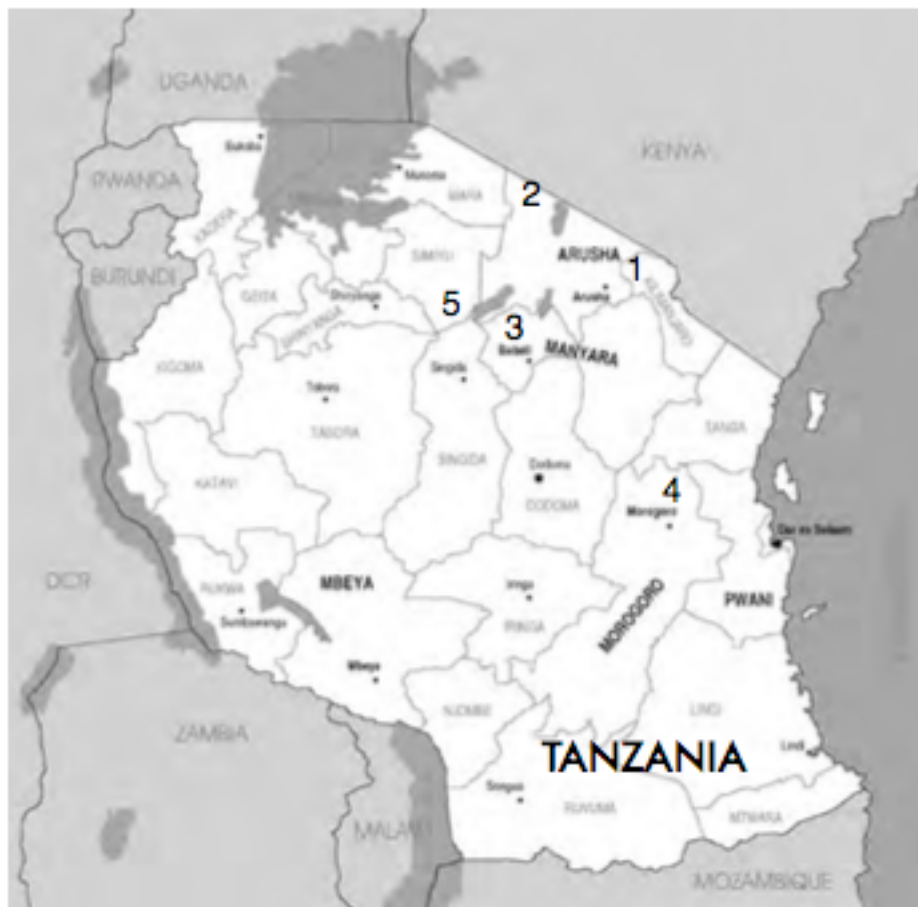 UGANDA
KENYA
RWANDA
Bukoba
Musoma
MARA
2
KAGERA
BURUNDI
SIMIYU
ARUSHA
1
GEITA
Shinyanga
5
Arusha
KILIMANJARO
SHINYANGA
3
Babati
MANYARA
KIGOMA
Singida
Tabora
TABORA
TANGA
SINGIDA
Dodoma
4
KATAVI
DODOMA
Morogoro
Dar es Salaam
DCR
RUKWA
MBEYA
Iringa
MOROGORO
PWANI
Sumbawanga
IRINGA
Mbeya
NJOMBE
LINDI
ZAMBIA
TANZANIA
Lindi
Songea
RUVUMA
MTWARA
MALAWI
MOZAMBIQUE